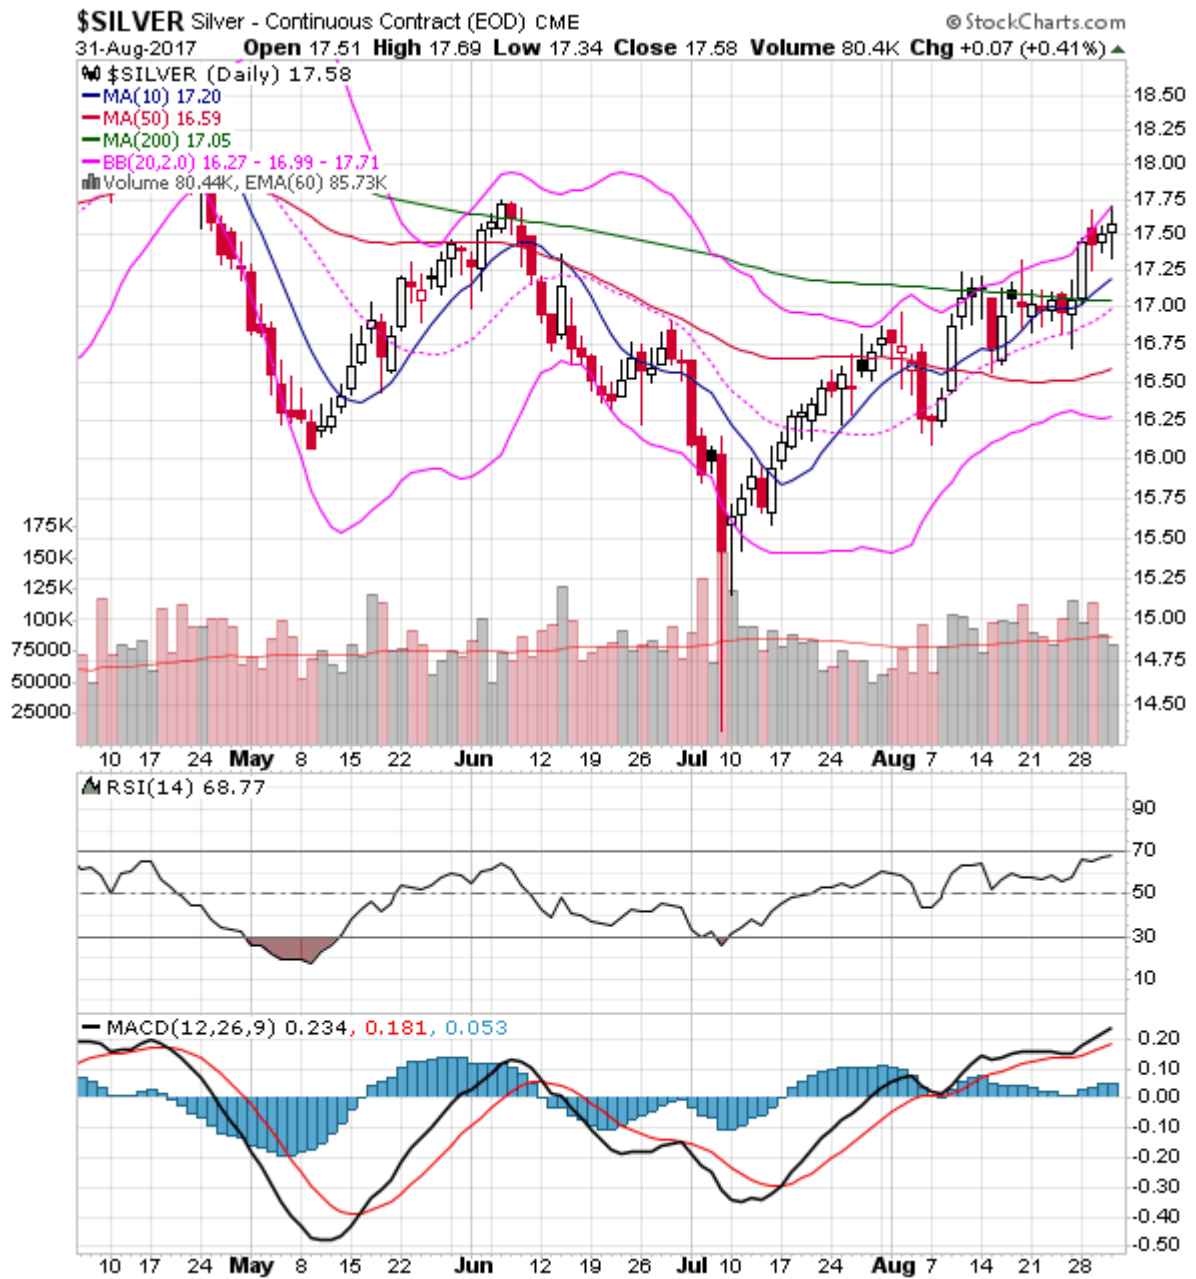 $SILVER Silver - Continuous Contract (EOD) CME © StockCharts.com
31-Aug-2017 Open 17.51 High 17.69 Low 17.34 Close 17.58 Volume 80.4K Chg +0.07 (+0.41%)
$SILVER (Daily) 17.58
MA(10) 17.20
MA(50) 16.59
MA(200) 17.05
BB(20,2.0) 16.27 - 16.99 - 17.71
Volume 80.44K, EMA(60) 85.73K
18.50
18.25
18.00
17.75
17.50
17.25
17.00
16.75
16.50
16.25
16.00
15.75
15.50
15.25
15.00
14.75
14.50
175K
150K
125K
100K
75000
50000
25000
10 17 24 May 8 15 22 Jun 12 19 26 Jul 10 17 24 Aug 7 14 21 28
RSI(14) 68.77
90
70
50
30
10
MACD(12,26,9) 0.234, 0.181, 0.053
0.20
0.10
0.00
-0.10
-0.20
-0.30
-0.40
-0.50
10 17 24 May 8 15 22 Jun 12 19 26 Jul 10 17 24 Aug 7 14 21 28